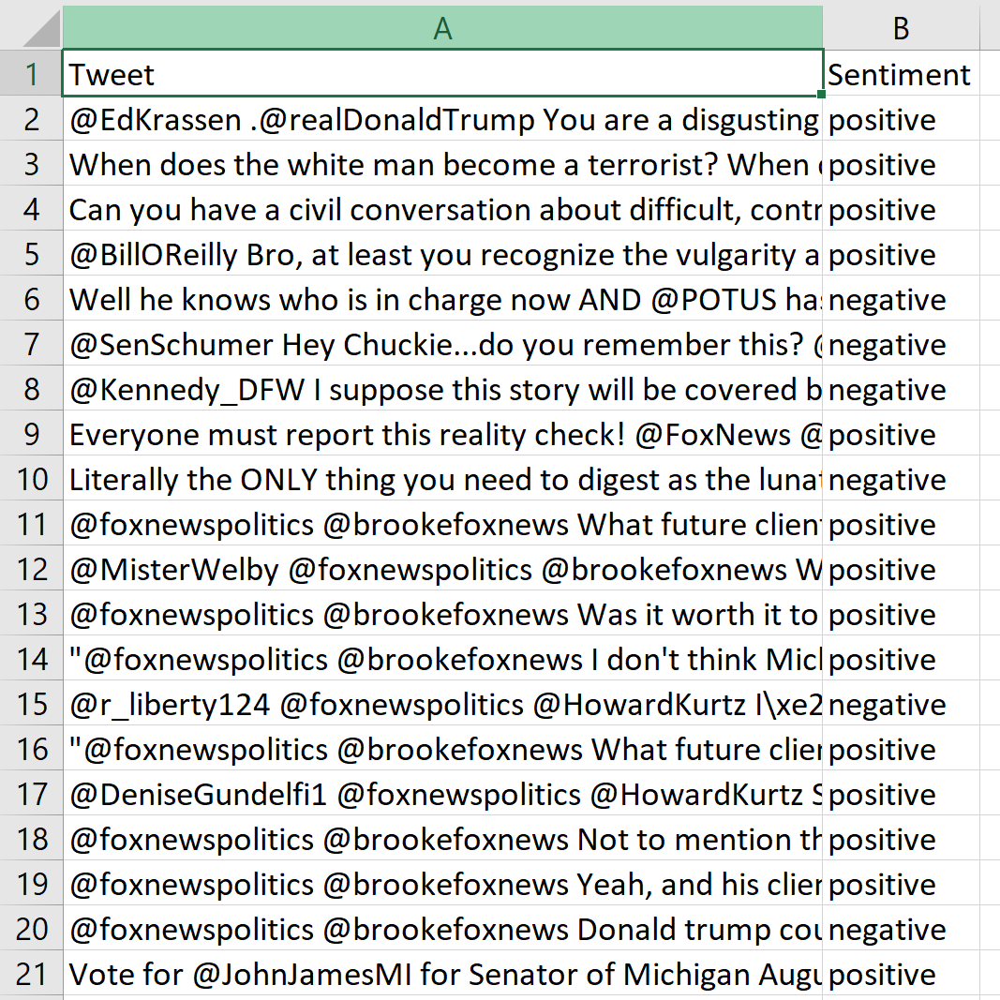 A B
1 Tweet Sentiment
2 @EdKrassen .@realDonaldTrump You are a disgusting positive
3 When does the white man become a terrorist? When positive
4 Can you have a civil conversation about difficult, contr positive
5 @BillOReilly Bro, at least you recognize the vulgarity a positive
6 Well he knows who is in charge now AND @POTUS has negative
7 @SenSchumer Hey Chuckie...do you remember this? @ negative
8 @Kennedy_DFW I suppose this story will be covered b negative
9 Everyone must report this reality check! @FoxNews @ positive
10 Literally the ONLY thing you need to digest as the lunat negative
11 @foxnewspolitics @brookefoxnews What future client positive
12 @MisterWelby @foxnewspolitics @brookefoxnews W positive
13 @foxnewspolitics @brookefoxnews Was it worth it to positive
14 "@foxnewspolitics @brookefoxnews I don't think Mich positive
15 @r_liberty124 @foxnewspolitics @HowardKurtz I\xe2 negative
16 "@foxnewspolitics @brookefoxnews What future clien positive
17 @DeniseGundelfi1 @foxnewspolitics @HowardKurtz S positive
18 @foxnewspolitics @brookefoxnews Not to mention th positive
19 @foxnewspolitics @brookefoxnews Yeah, and his clien positive
20 @foxnewspolitics @brookefoxnews Donald trump cou negative
21 Vote for @JohnJamesMI for Senator of Michigan Augu positive